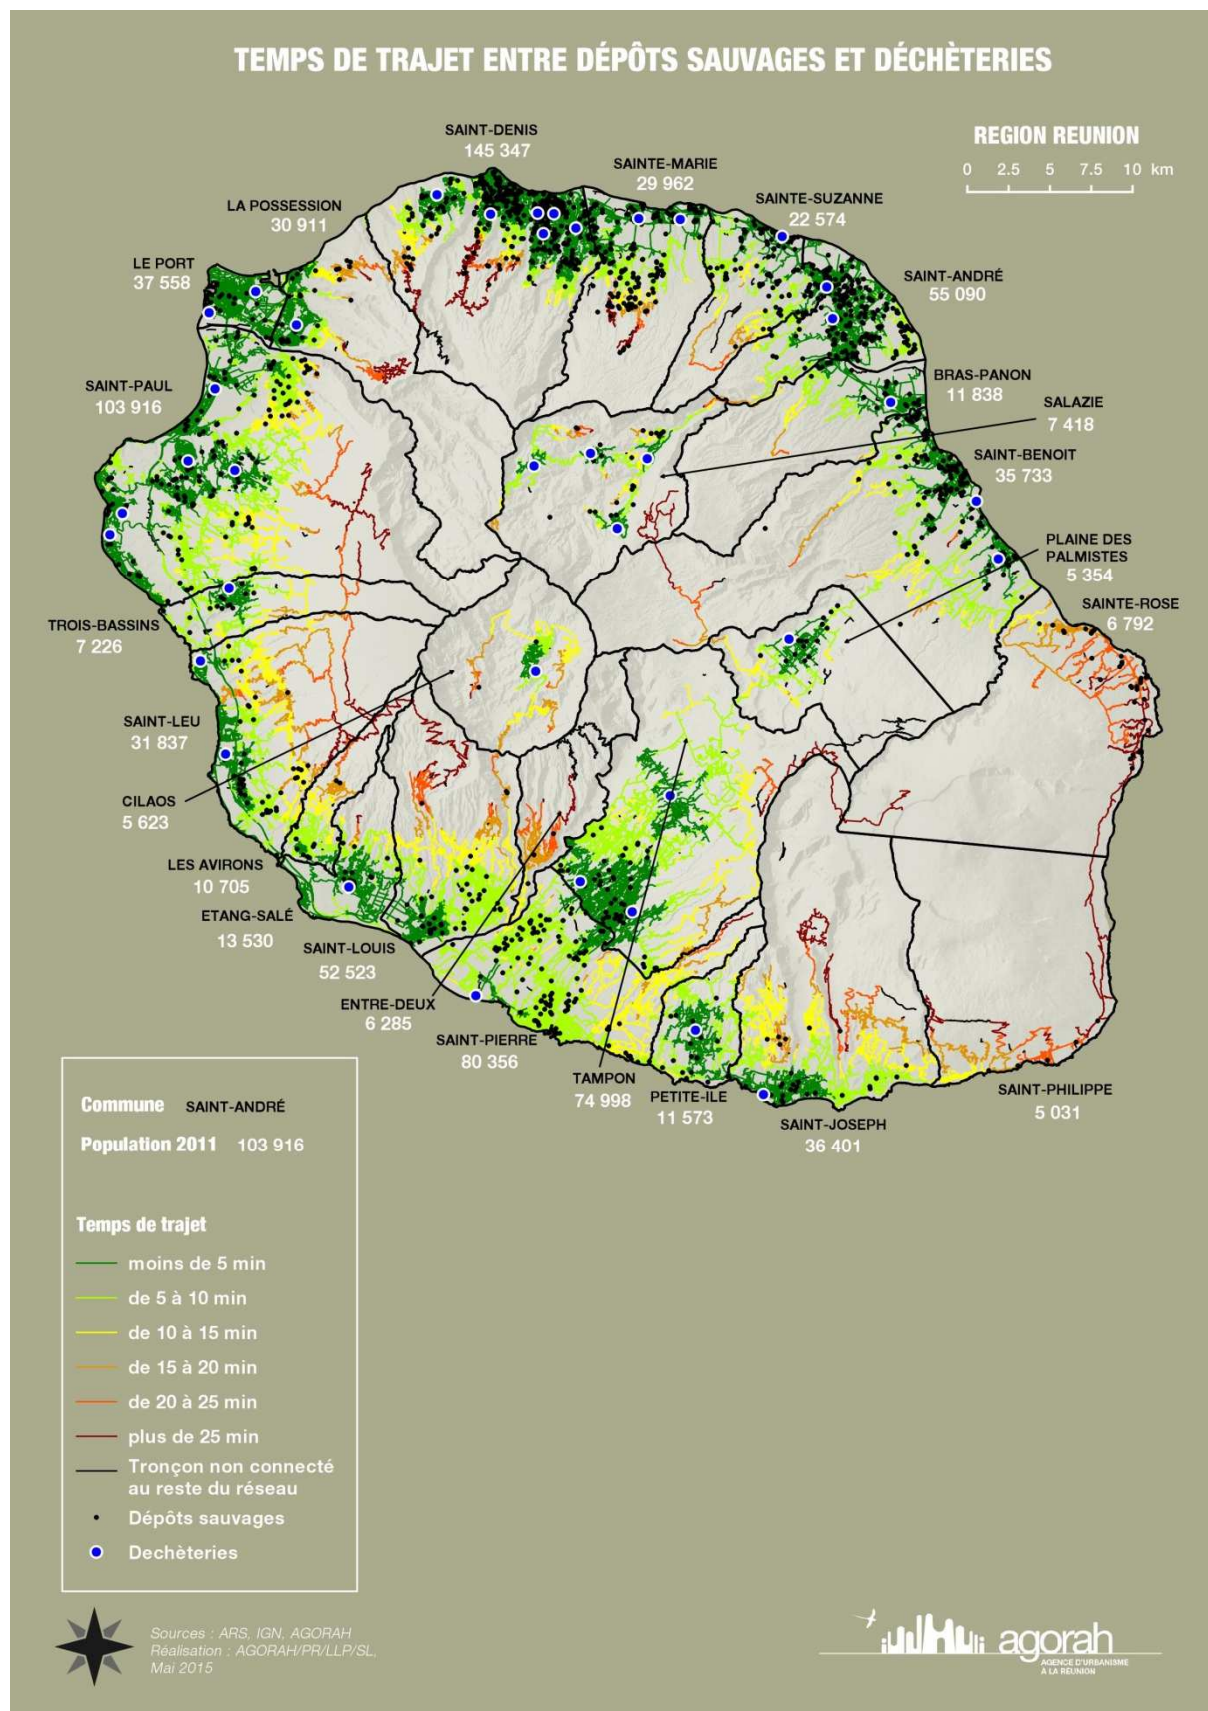 TEMPS DE TRAJET ENTRE DÉPÔTS SAUVAGES ET DÉCHÈTERIES
REGION REUNION
0 2.5 5 7.5 10 km
SAINT-DENIS
145 347
SAINTE-MARIE
29 962
SAINTE-SUZANNE
22 574
LA POSSESSION
30 911
LE PORT
37 558
SAINT-ANDRÉ
55 090
SAINT-PAUL
103 916
BRAS-PANON
11 838
SALAZIE
7 418
SAINT-BENOIT
35 733
PLAINE DES
PALMISTES
5 354
SAINTE-ROSE
6 792
TROIS-BASSINS
7 226
SAINT-LEU
31 837
CILAOS
5 623
LES AVIRONS
10 705
ETANG-SALÉ
13 530
SAINT-LOUIS
52 523
ENTRE-DEUX
6 285
SAINT-PIERRE
80 356
TAMPON
74 998
PETITE-ILE
11 573
SAINT-JOSEPH
36 401
SAINT-PHILIPPE
5 031
Commune SAINT-ANDRÉ
Population 2011 103 916
Temps de trajet
moins de 5 min
de 5 à 10 min
de 10 à 15 min
de 15 à 20 min
de 20 à 25 min
plus de 25 min
Tronçon non connecté
au reste du réseau
Dépôts sauvages
Dechèteries
Sources : ARS, IGN, AGORAH
Réalisation : AGORAH/PR/LLP/SL,
Mai 2015
agorah
AGENCE D'URBANISME
À LA RÉUNION